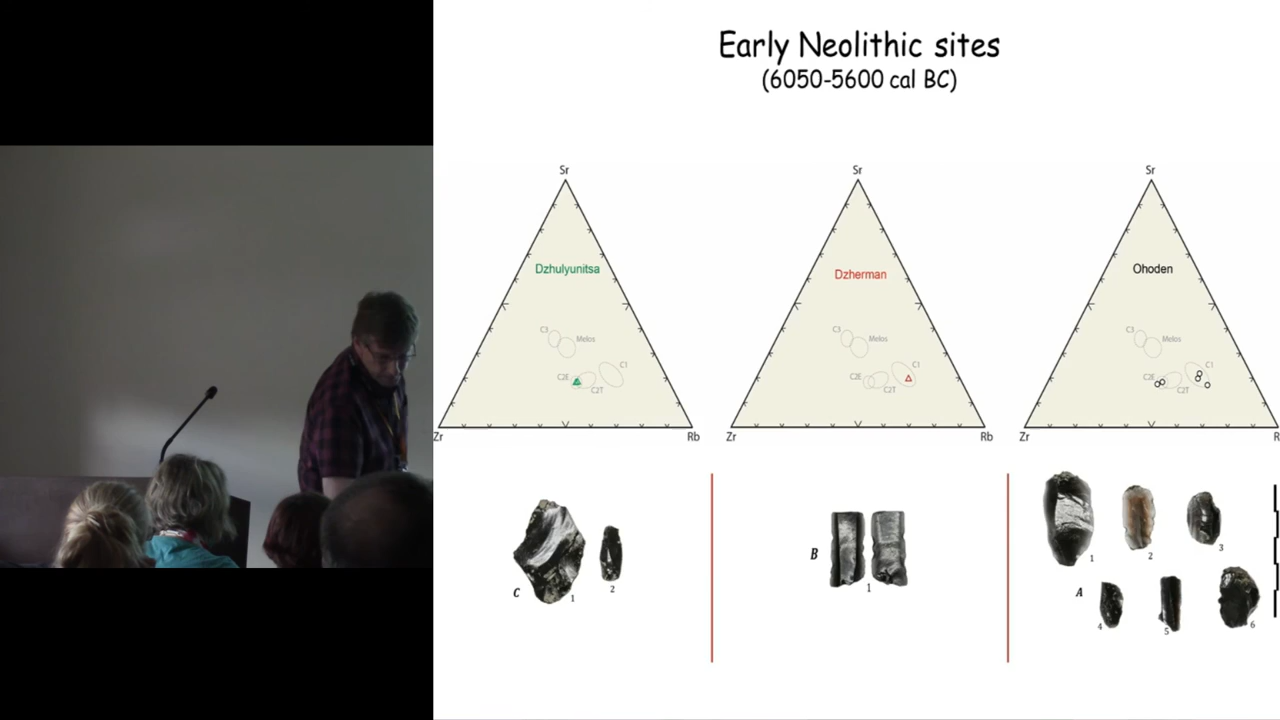 Early Neolithic sites
(6050-5600 cal BC)
Sr
Dzhulyunitsa
C3
Melos
C1
C2E
C2T
Zr
Rb
Sr
Dzherman
C3
Melos
C1
C2E
C2T
Zr
Rb
Sr
Ohoden
C3
Melos
C1
C2E
C2T
Zr
R
C
1
2
B
1
A
1
2
3
4
5
6